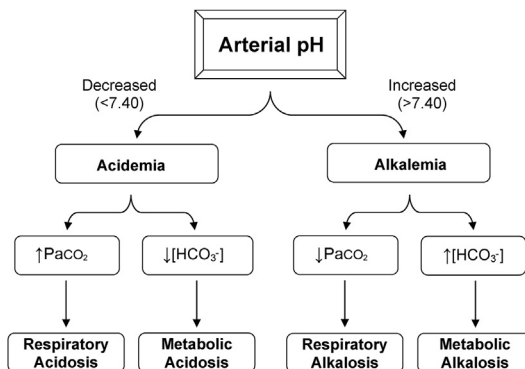 Arterial pH
Decreased
(<7.40)
Increased
(>7.40)
Acidemia
Alkalemia
↑PaCO₂
↓[HCO₃⁻]
↓PaCO₂
↑[HCO₃⁻]
Respiratory
Acidosis
Metabolic
Acidosis
Respiratory
Alkalosis
Metabolic
Alkalosis